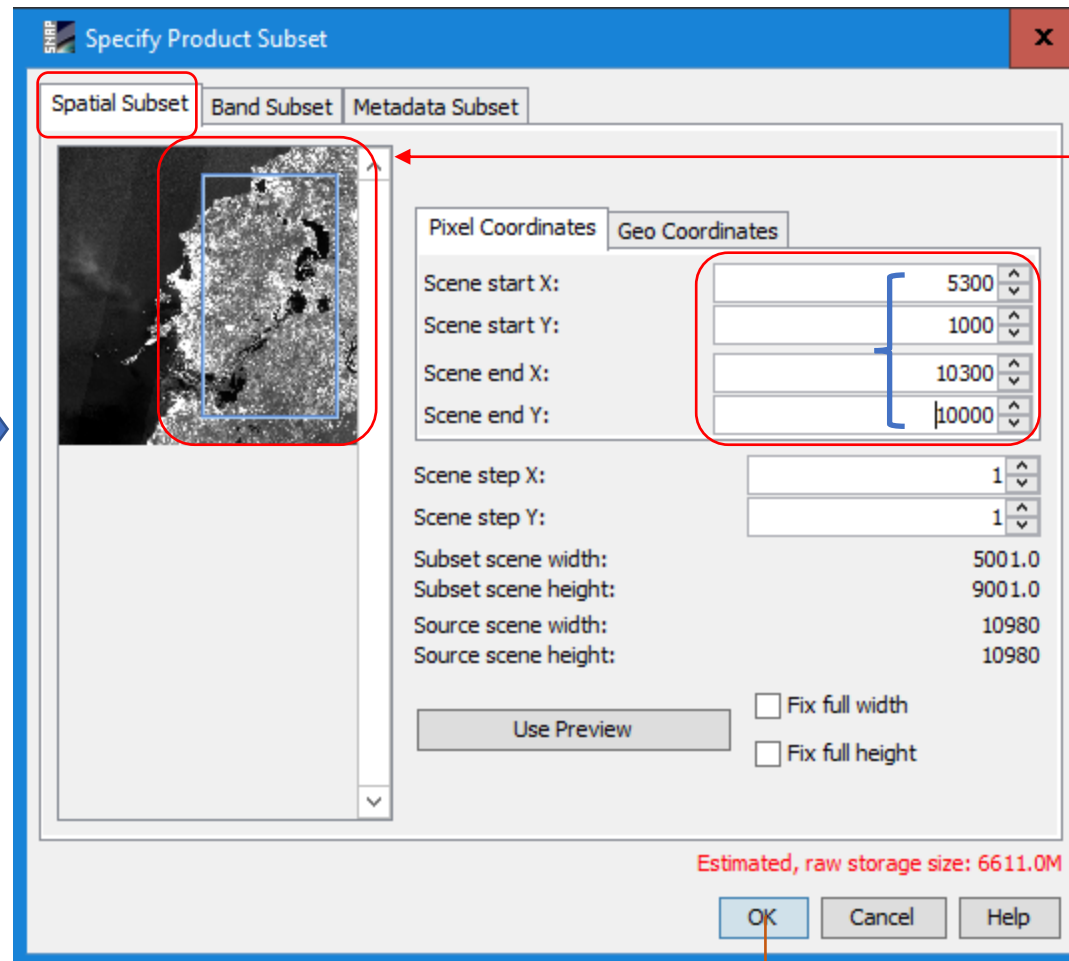 SNAP
Specify Product Subset
x
Spatial Subset Band Subset Metadata Subset
Pixel Coordinates Geo Coordinates
Scene start X: 5300
Scene start Y: 1000
Scene end X: 10300
Scene end Y: 10000
Scene step X: 1
Scene step Y: 1
Subset scene width: 5001.0
Subset scene height: 9001.0
Source scene width: 10980
Source scene height: 10980
Use Preview
Fix full width
Fix full height
Estimated, raw storage size: 6611.0M
OK Cancel Help